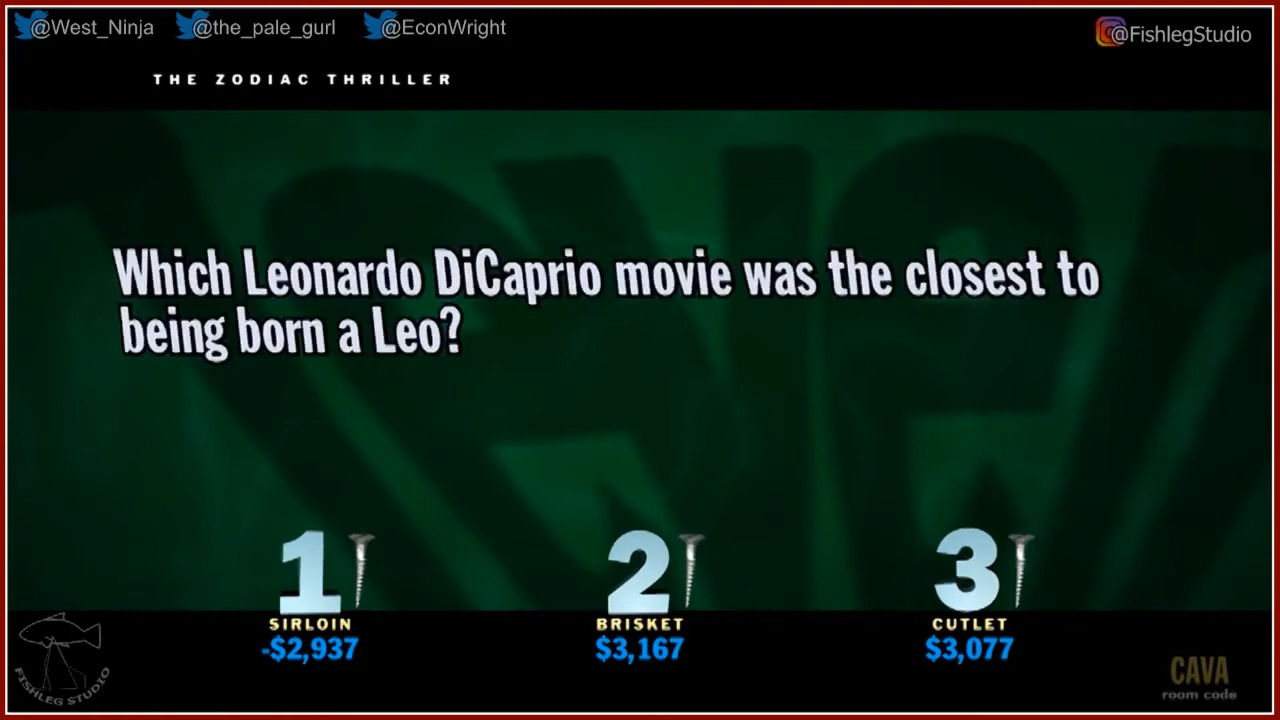 @West_Ninja @the_pale_gurl @EconWright
@FishlegStudio
THE ZODIAC THRILLER
Which Leonardo DiCaprio movie was the closest to
being born a Leo?
1 2 3
SIRLOIN BRISKET CUTLET
-$2,937 $3,167 $3,077
FISHLEG STUDIO
CAVA
room code